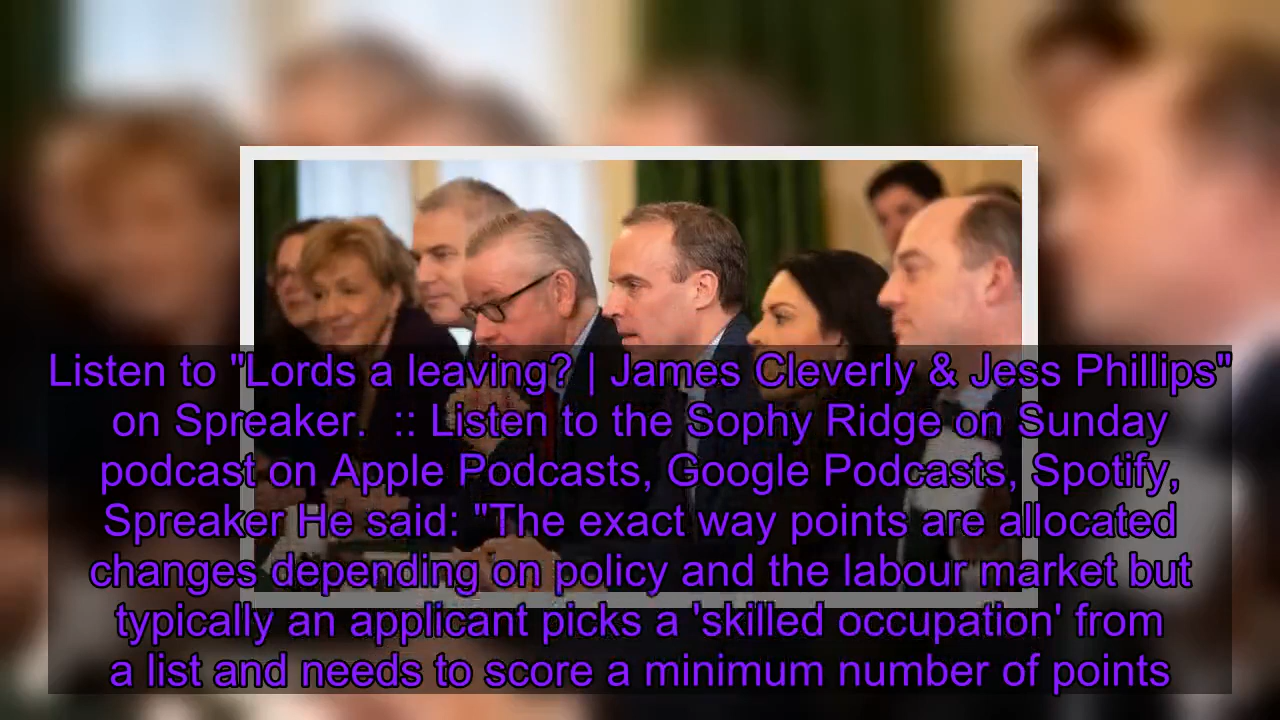 Listen to "Lords a leaving? | James Cleverly & Jess Phillips"
on Spreaker.  :: Listen to the Sophy Ridge on Sunday
podcast on Apple Podcasts, Google Podcasts, Spotify,
Spreaker He said: "The exact way points are allocated
changes depending on policy and the labour market but
typically an applicant picks a 'skilled occupation' from
a list and needs to score a minimum number of points